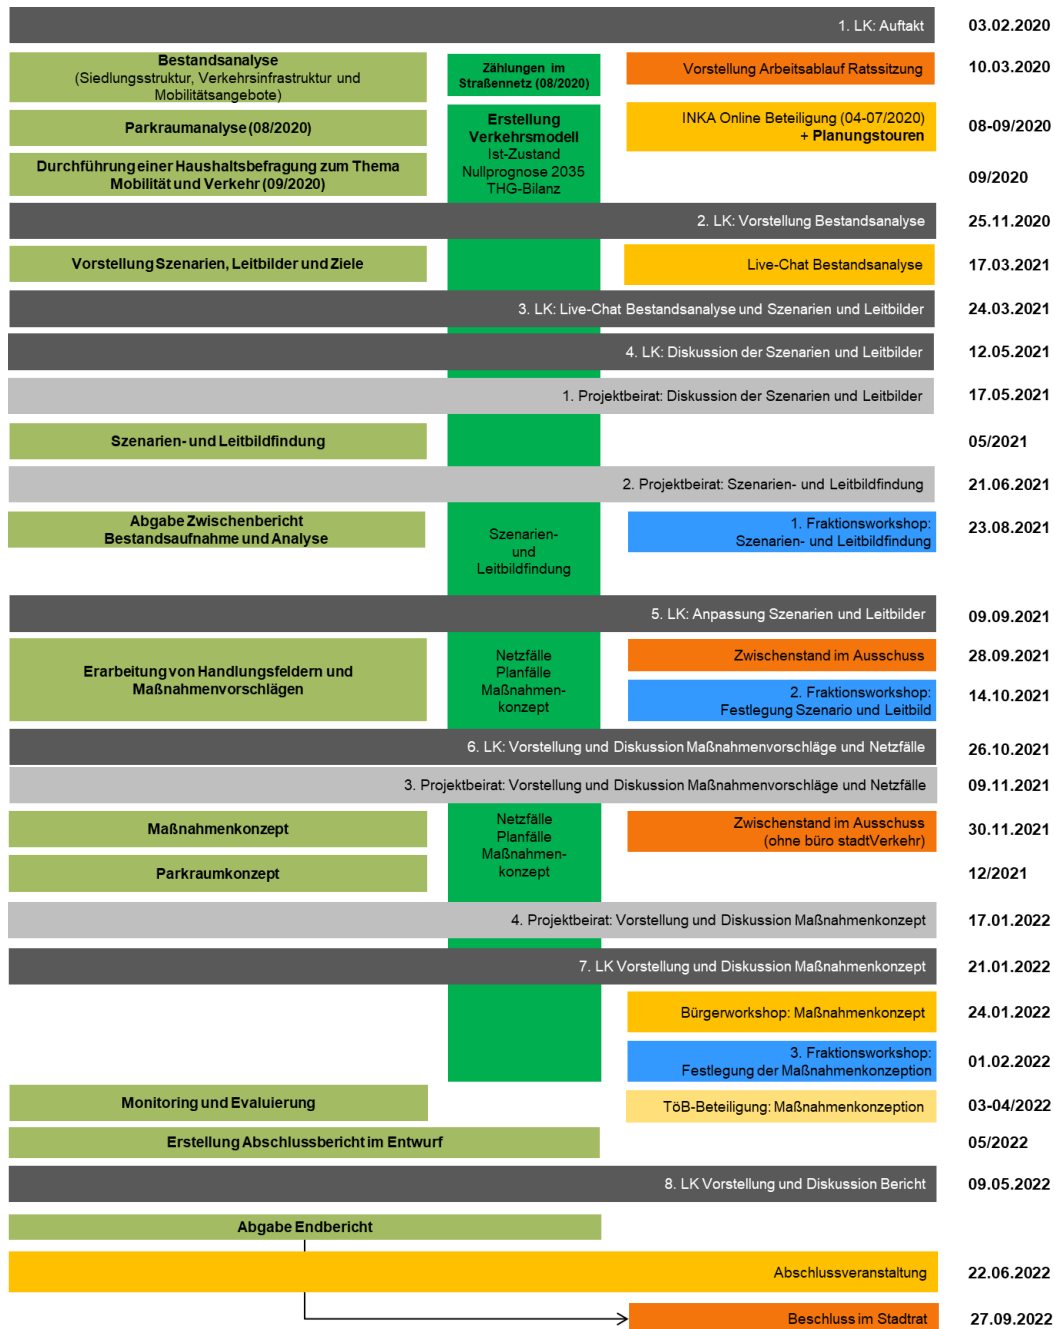 1. LK: Auftakt
03.02.2020
Bestandsanalyse
(Siedlungsstruktur, Verkehrsinfrastruktur und
Mobilitätsangebote)
Zählungen im
Straßennetz (08/2020)
Vorstellung Arbeitsablauf Ratssitzung
10.03.2020
Parkraumanalyse (08/2020)
Erstellung
Verkehrsmodell
Ist-Zustand
Nullprognose 2035
THG-Bilanz
INKA Online Beteiligung (04-07/2020)
+ Planungstouren
08-09/2020
Durchführung einer Haushaltsbefragung zum Thema
Mobilität und Verkehr (09/2020)
09/2020
2. LK: Vorstellung Bestandsanalyse
25.11.2020
Vorstellung Szenarien, Leitbilder und Ziele
Live-Chat Bestandsanalyse
17.03.2021
3. LK: Live-Chat Bestandsanalyse und Szenarien und Leitbilder
24.03.2021
4. LK: Diskussion der Szenarien und Leitbilder
12.05.2021
1. Projektbeirat: Diskussion der Szenarien und Leitbilder
17.05.2021
Szenarien- und Leitbildfindung
05/2021
2. Projektbeirat: Szenarien- und Leitbildfindung
21.06.2021
Abgabe Zwischenbericht
Bestandsaufnahme und Analyse
Szenarien-
und
Leitbildfindung
1. Fraktionsworkshop:
Szenarien- und Leitbildfindung
23.08.2021
5. LK: Anpassung Szenarien und Leitbilder
09.09.2021
Erarbeitung von Handlungsfeldern und
Maßnahmenvorschlägen
Netzfälle
Planfälle
Maßnahmen-
konzept
Zwischenstand im Ausschuss
28.09.2021
2. Fraktionsworkshop:
Festlegung Szenario und Leitbild
14.10.2021
6. LK: Vorstellung und Diskussion Maßnahmenvorschläge und Netzfälle
26.10.2021
3. Projektbeirat: Vorstellung und Diskussion Maßnahmenvorschläge und Netzfälle
09.11.2021
Maßnahmenkonzept
Netzfälle
Planfälle
Maßnahmen-
konzept
Zwischenstand im Ausschuss
(ohne büro stadtVerkehr)
30.11.2021
Parkraumkonzept
12/2021
4. Projektbeirat: Vorstellung und Diskussion Maßnahmenkonzept
17.01.2022
7. LK Vorstellung und Diskussion Maßnahmenkonzept
21.01.2022
Bürgerworkshop: Maßnahmenkonzept
24.01.2022
3. Fraktionsworkshop:
Festlegung der Maßnahmenkonzeption
01.02.2022
Monitoring und Evaluierung
TöB-Beteiligung: Maßnahmenkonzeption
03-04/2022
Erstellung Abschlussbericht im Entwurf
05/2022
8. LK Vorstellung und Diskussion Bericht
09.05.2022
Abgabe Endbericht
Abschlussveranstaltung
22.06.2022
Beschluss im Stadtrat
27.09.2022